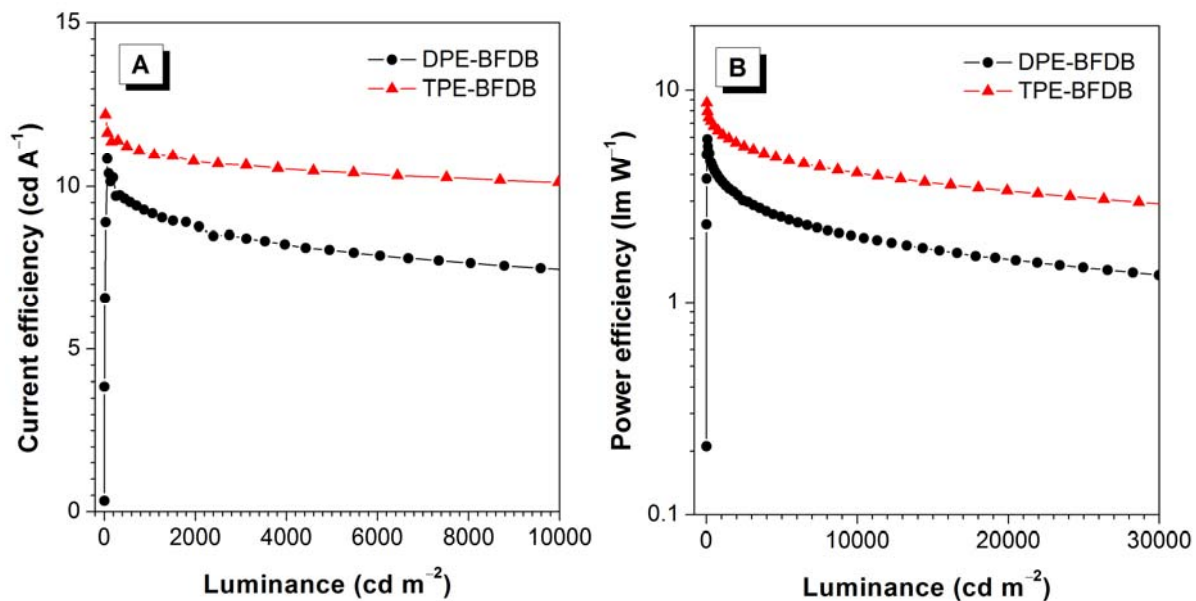 A
DPE-BFDB
TPE-BFDB
15
10
5
0
Current efficiency (cd A⁻¹)
0 2000 4000 6000 8000 10000
Luminance (cd m⁻²)
B
DPE-BFDB
TPE-BFDB
10
1
0.1
Power efficiency (lm W⁻¹)
0 10000 20000 30000
Luminance (cd m⁻²)